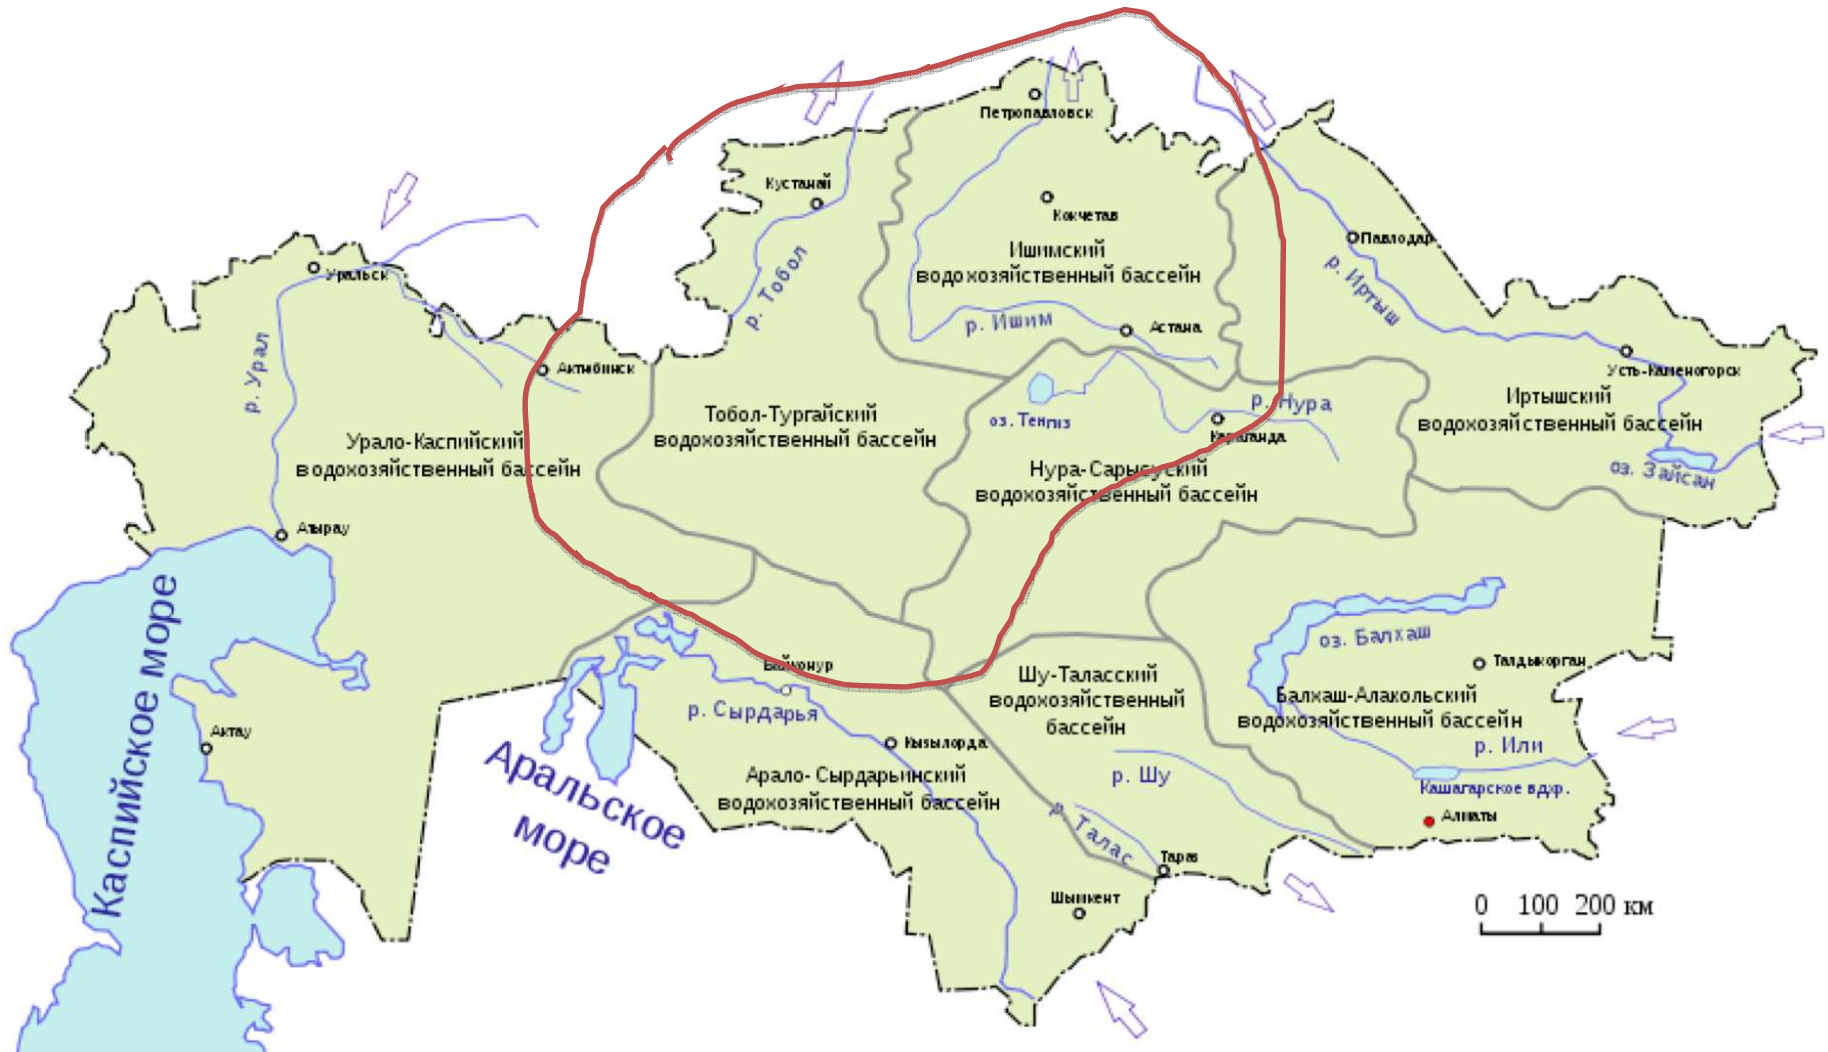 Петропавловск
Кустанай
Кокчетав
Ишимский
водохозяйственный бассейн
р. Тобол
р. Ишим
Астана
Павлодар
р. Иртыш
Усть-Каменогорск
Иртышский
водохозяйственный бассейн
оз. Зайсан
Уральск
р. Урал
Актюбинск
Урало-Каспийский
водохозяйственный бассейн
Тобол-Тургайский
водохозяйственный бассейн
оз. Тенгиз
р. Нура
Караганда
Нура-Сарысуский
водохозяйственный бассейн
Атырау
Каспийское море
Актау
Аральское
море
Байконур
р. Сырдарья
Кызылорда
Арало- Сырдарьинский
водохозяйственный бассейн
Шу-Таласский
водохозяйственный
бассейн
р. Шу
р. Талас
Тараз
Шымкент
оз. Балхаш
Талдыкорган
Балхаш-Алакольский
водохозяйственный бассейн
р. Или
Кашагарское вдхр.
Алматы
0 100 200 км